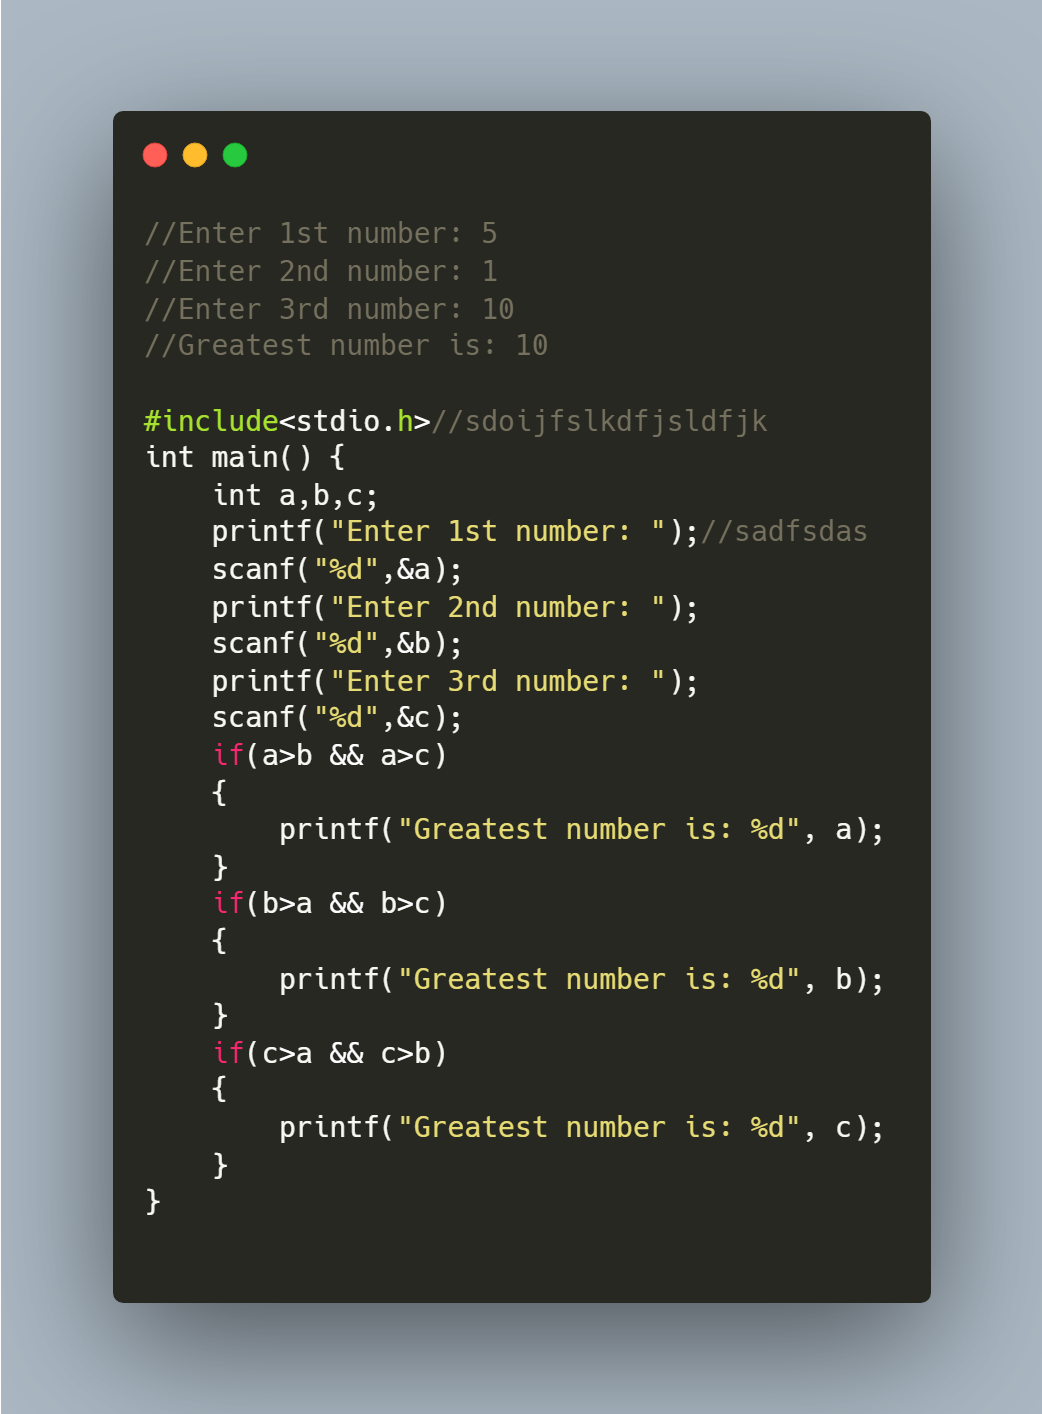 //Enter 1st number: 5
//Enter 2nd number: 1
//Enter 3rd number: 10
//Greatest number is: 10

#include<stdio.h>//sdoijfslkdfjsldfjk
int main() {
    int a,b,c;
    printf("Enter 1st number: ");//sadfsdas
    scanf("%d",&a);
    printf("Enter 2nd number: ");
    scanf("%d",&b);
    printf("Enter 3rd number: ");
    scanf("%d",&c);
    if(a>b && a>c)
    {
        printf("Greatest number is: %d", a);
    }
    if(b>a && b>c)
    {
        printf("Greatest number is: %d", b);
    }
    if(c>a && c>b)
    {
        printf("Greatest number is: %d", c);
    }
}